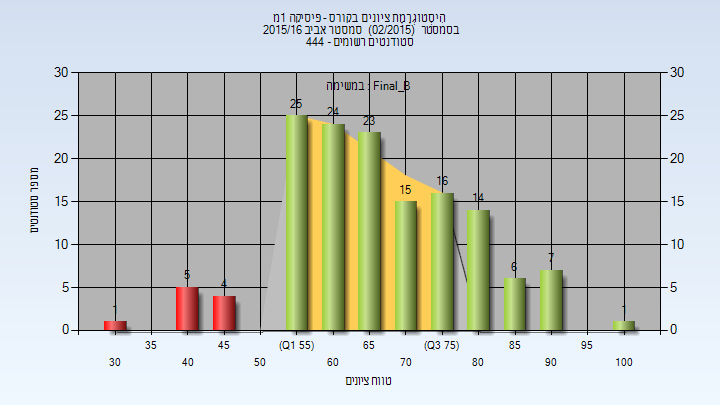 היסטוגרמת ציונים בקורס - פיסיקה 1מ
בסמסטר (02/2015) סמסטר אביב 2015/16
סטודנטים רשומים - 444
במשימה : Final_B
30 30
25 25
20 20
15 15
10 10
5 5
0 0
מספר סטודנטים
1 5 4 25 24 23 15 16 14 6 7 1
35 45 (Q1 55) 65 (Q3 75) 85 95
30 40 50 60 70 80 90 100
טווח ציונים